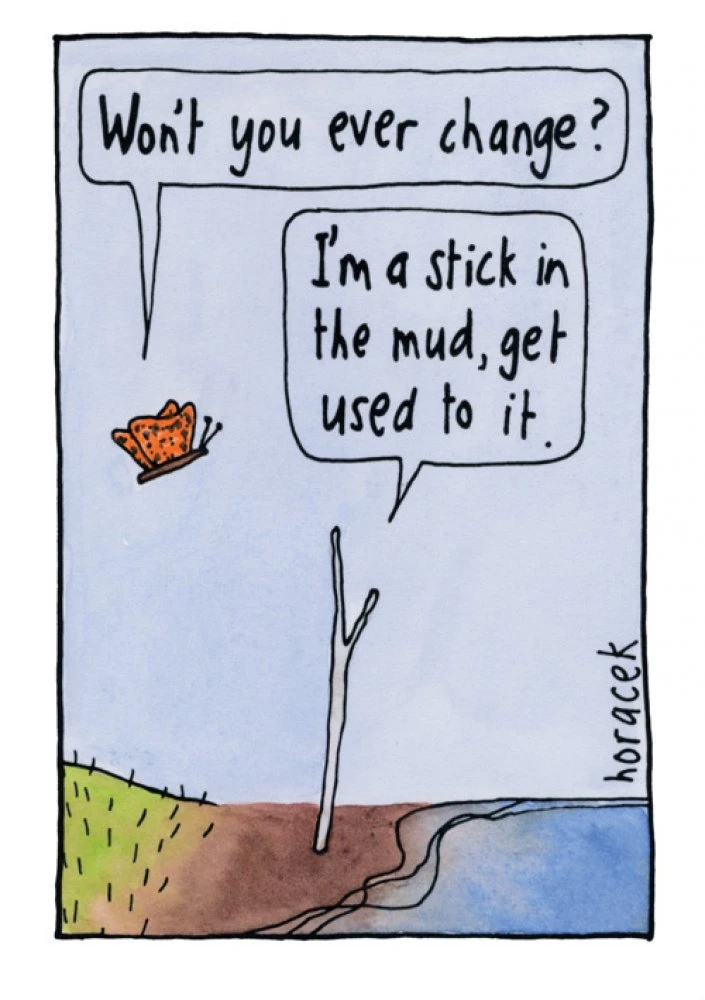 Won't you ever change?
I'm a stick in
the mud, get
used to it.
horacek